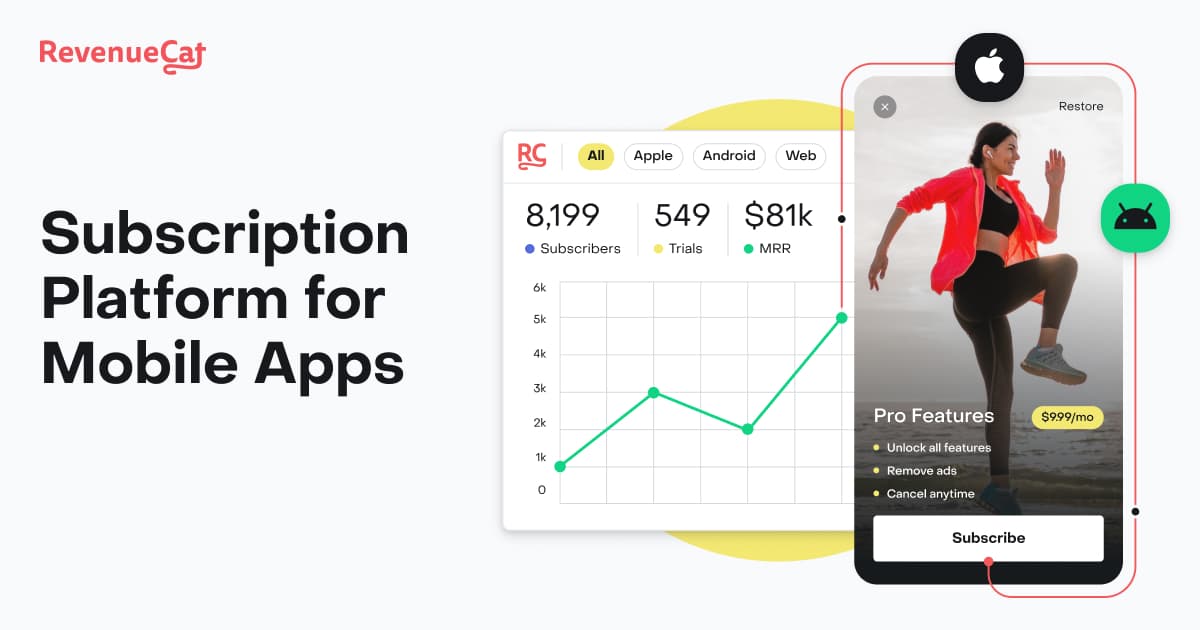 RevenueCat
Subscription
Platform for
Mobile Apps
RC
All
Apple
Android
Web
8,199
Subscribers
549
Trials
$81k
MRR
6k
5k
4k
3k
2k
1k
0
Restore
Pro Features
$9.99/mo
Unlock all features
Remove ads
Cancel anytime
Subscribe